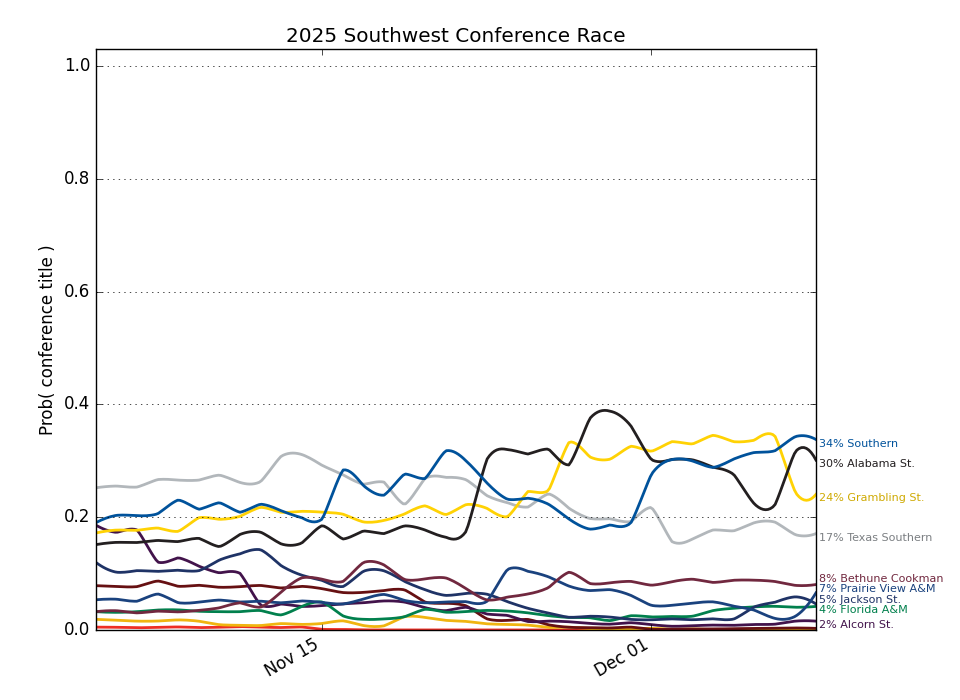 2025 Southwest Conference Race
1.0
0.8
0.6
0.4
0.2
0.0
Prob( conference title )
Nov 15
Dec 01
34% Southern
30% Alabama St.
24% Grambling St.
17% Texas Southern
8% Bethune Cookman
7% Prairie View A&M
5% Jackson St.
4% Florida A&M
2% Alcorn St.